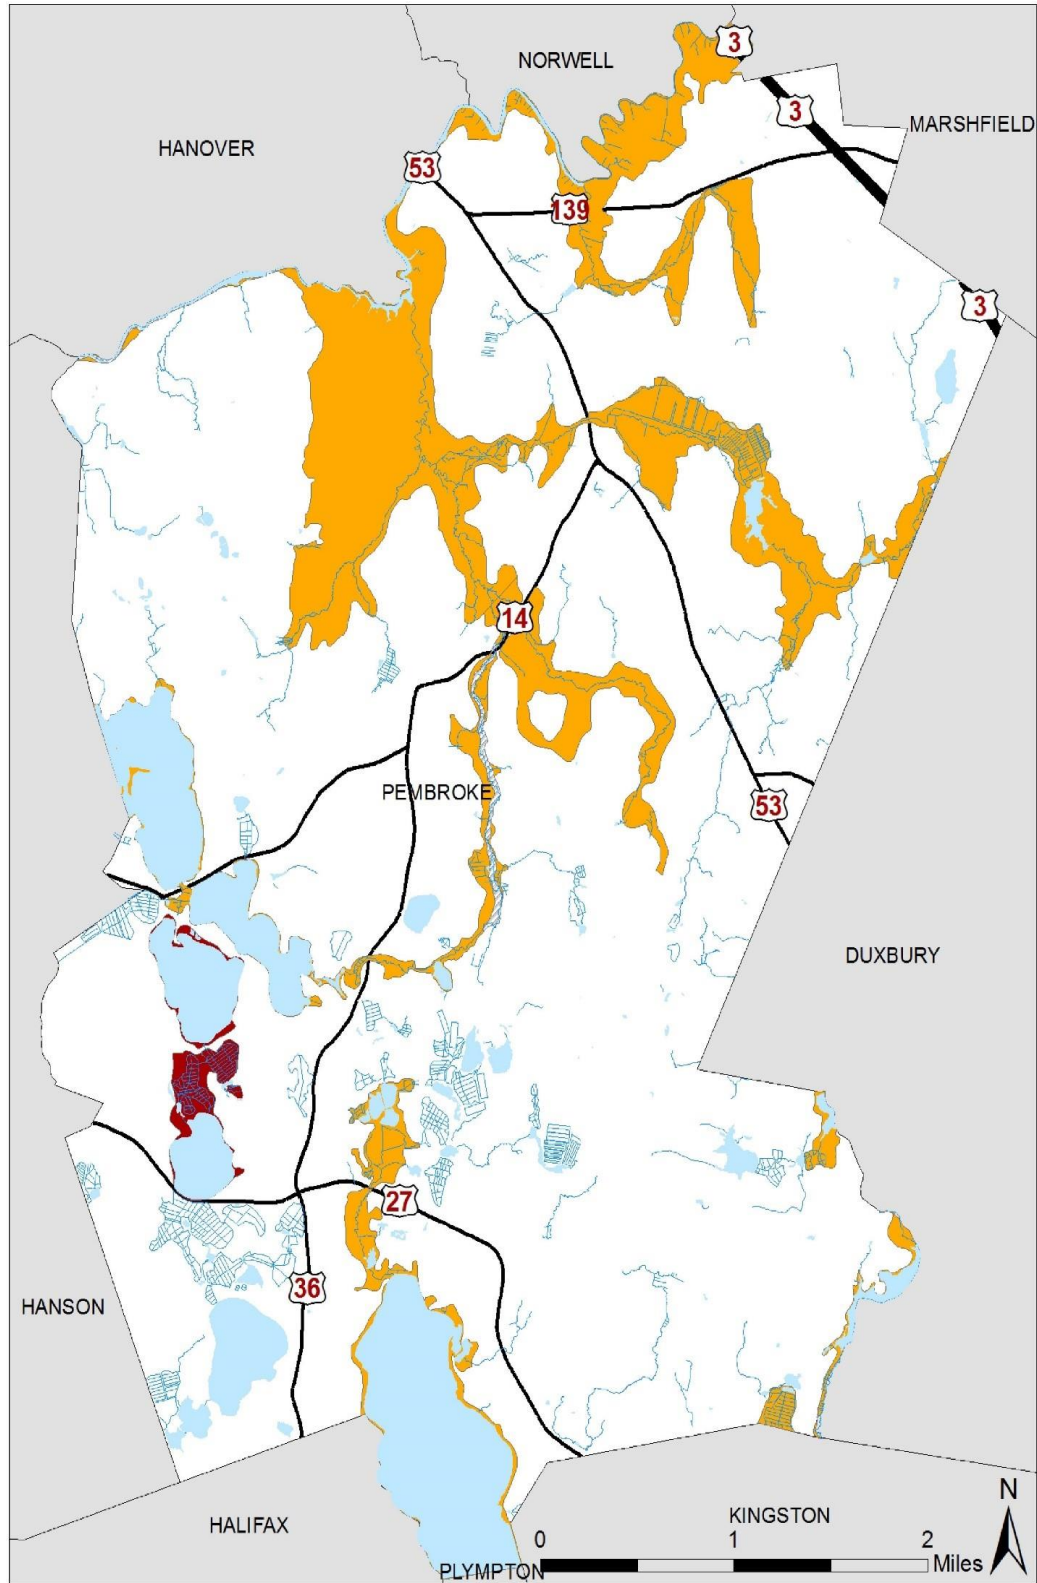 3
NORWELL
3
MARSHFIELD
HANOVER
53
139
3
14
PEMBROKE
53
DUXBURY
27
36
HANSON
N
KINGSTON
HALIFAX
0 1 2
Miles
PLYMPTON